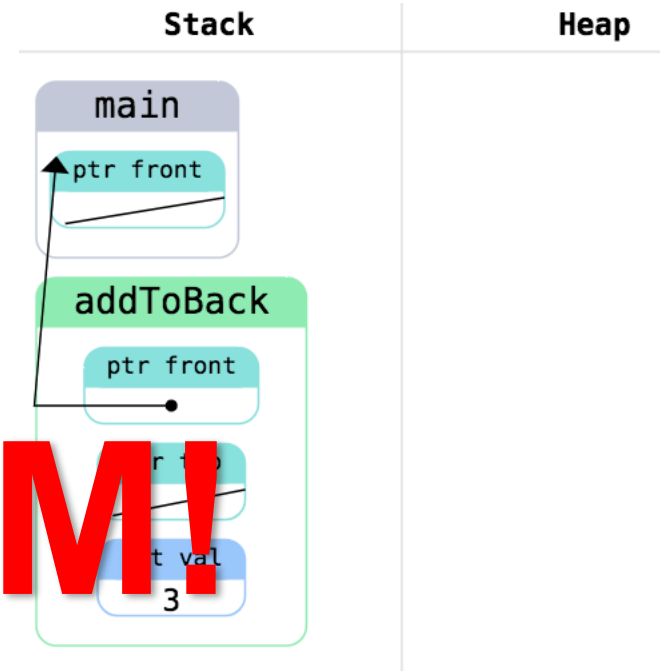 Stack Heap
main
ptr front
addToBack
ptr front
M!
val
3